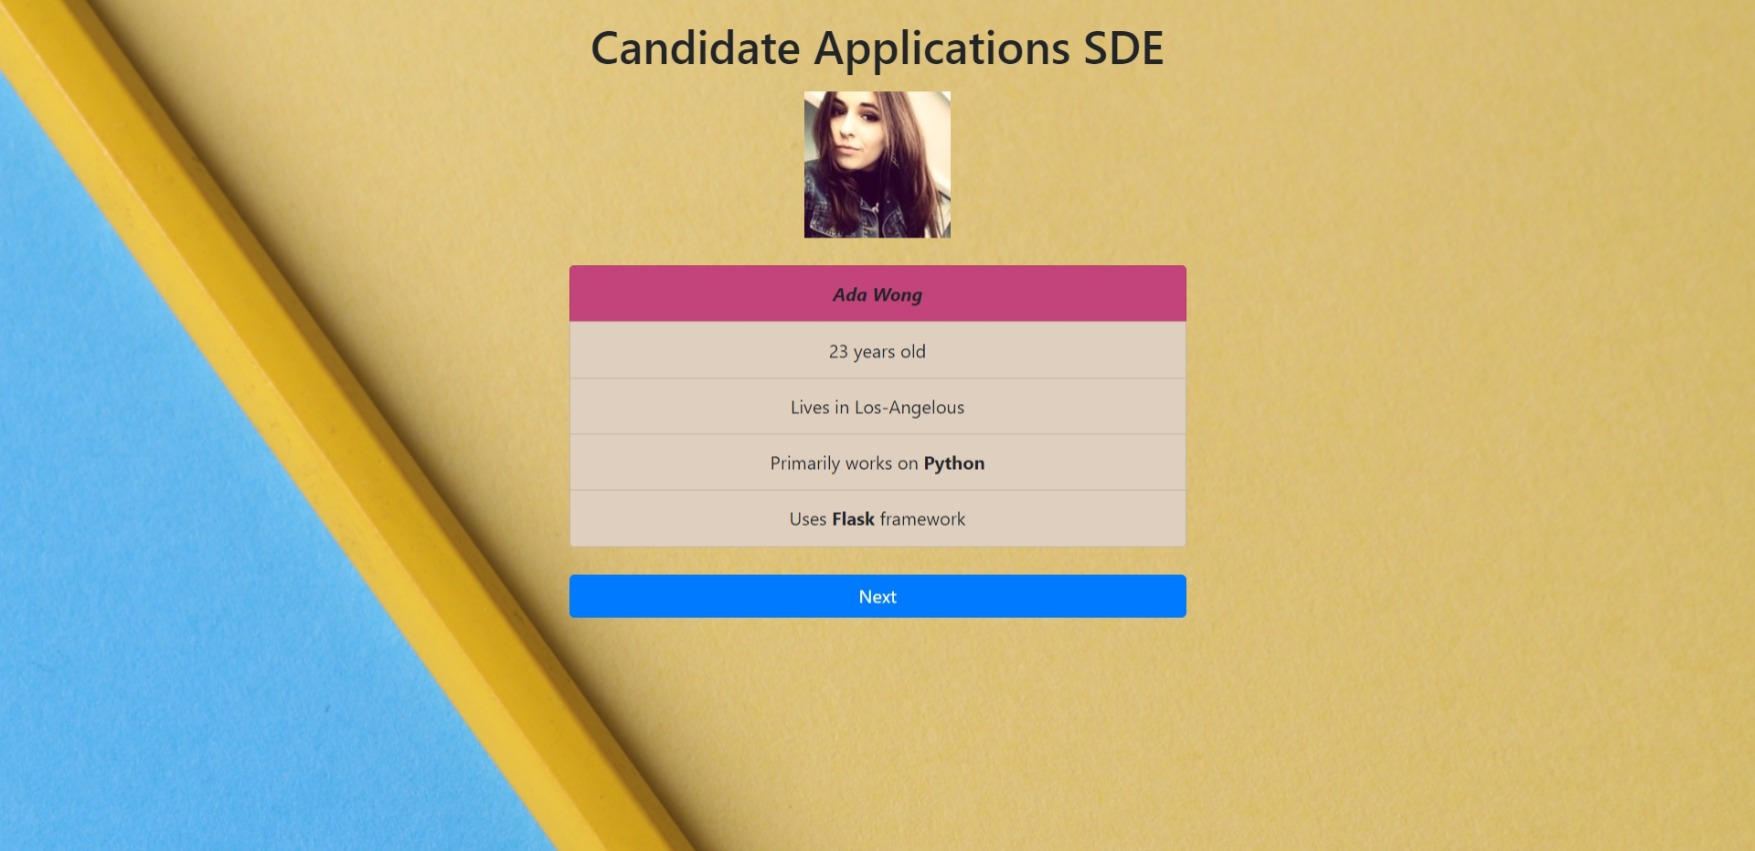 Candidate Applications SDE
Ada Wong
23 years old
Lives in Los-Angelous
Primarily works on Python
Uses Flask framework
Next